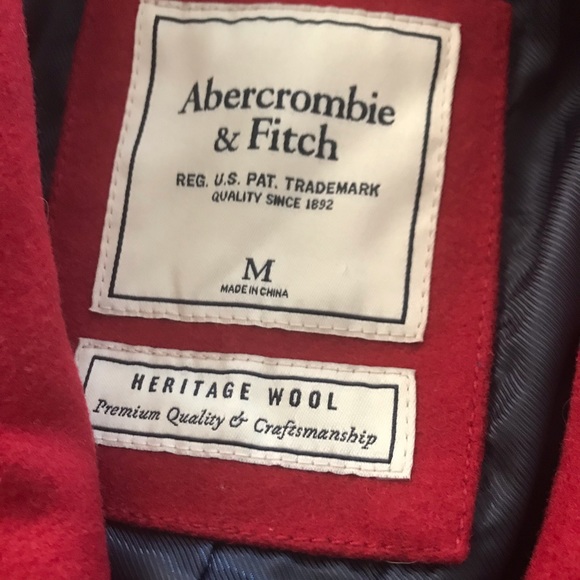 Abercrombie
& Fitch
REG. U.S. PAT. TRADEMARK
QUALITY SINCE 1892
M
MADE IN CHINA
HERITAGE WOOL
Premium Quality & Craftsmanship